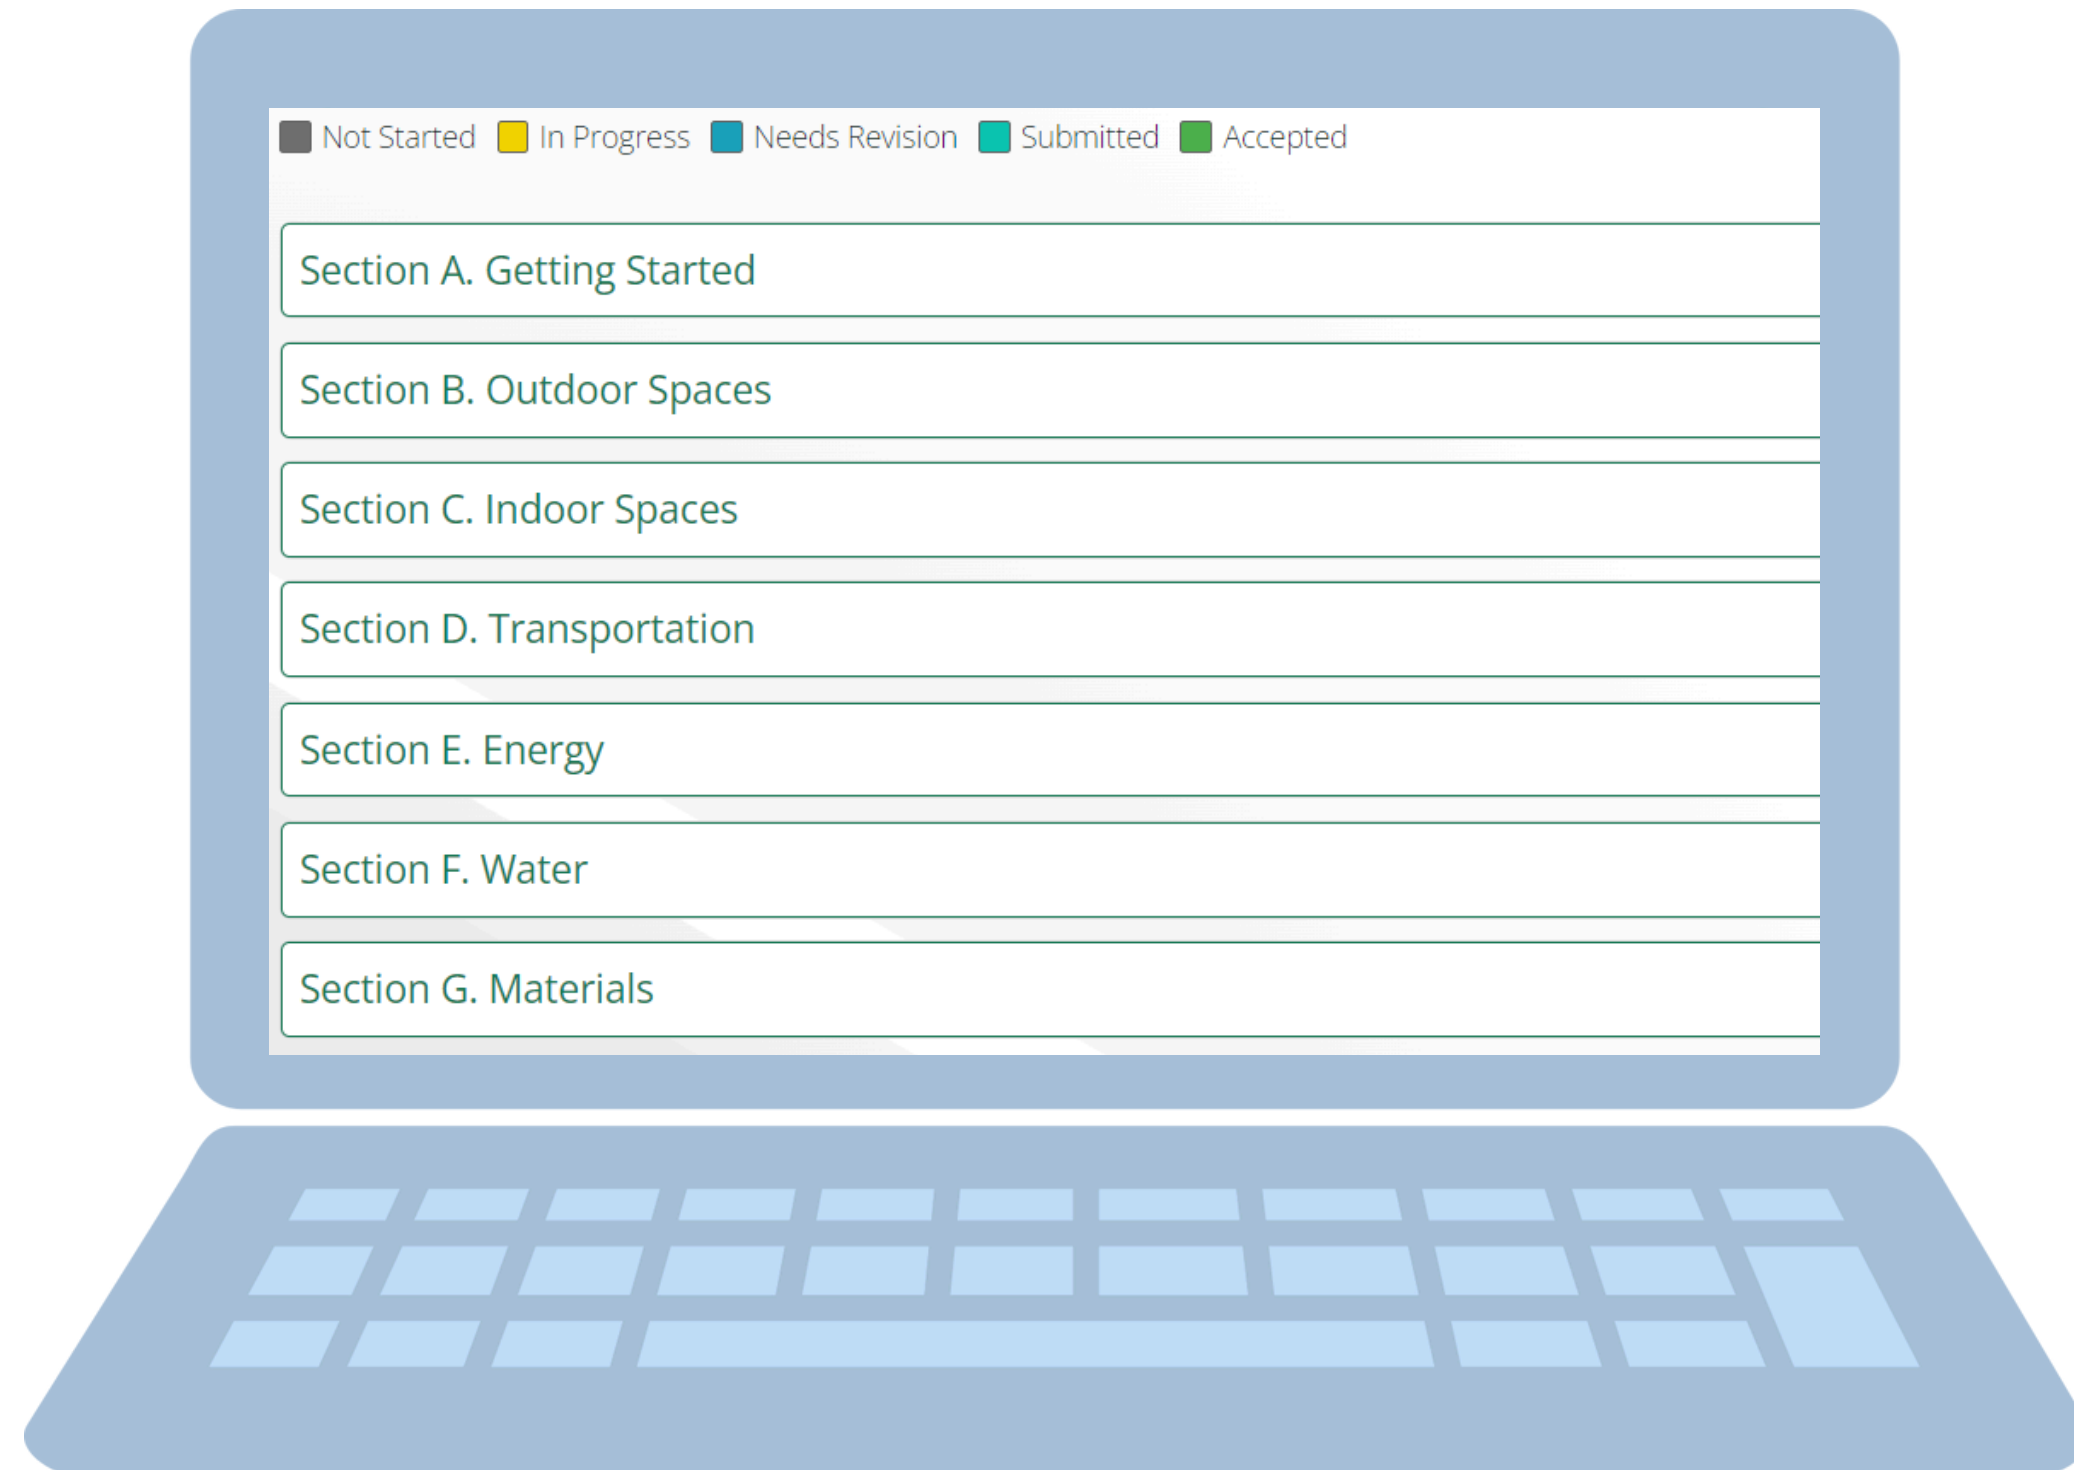 Not Started In Progress Needs Revision Submitted Accepted
Section A. Getting Started
Section B. Outdoor Spaces
Section C. Indoor Spaces
Section D. Transportation
Section E. Energy
Section F. Water
Section G. Materials